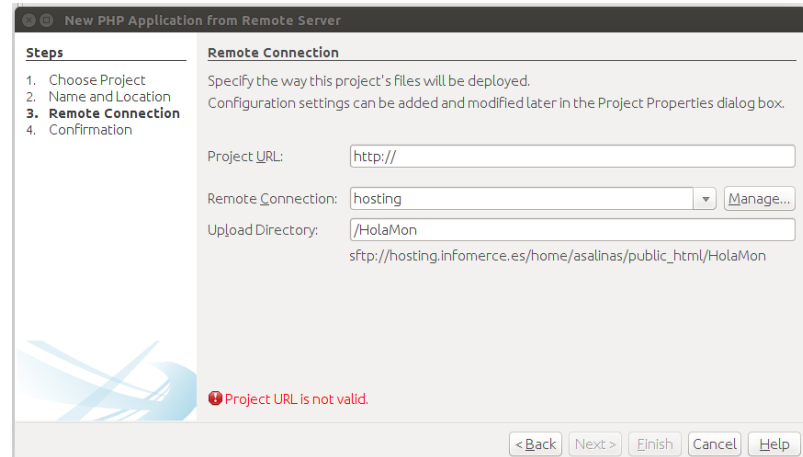 New PHP Application from Remote Server
Steps
1. Choose Project
2. Name and Location
3. Remote Connection
4. Confirmation
Remote Connection
Specify the way this project's files will be deployed.
Configuration settings can be added and modified later in the Project Properties dialog box.
Project URL: http://
Remote Connection: hosting Manage...
Upload Directory: /HolaMon
sftp://hosting.infomerce.es/home/asalinas/public_html/HolaMon
Project URL is not valid.
< Back Next > Finish Cancel Help